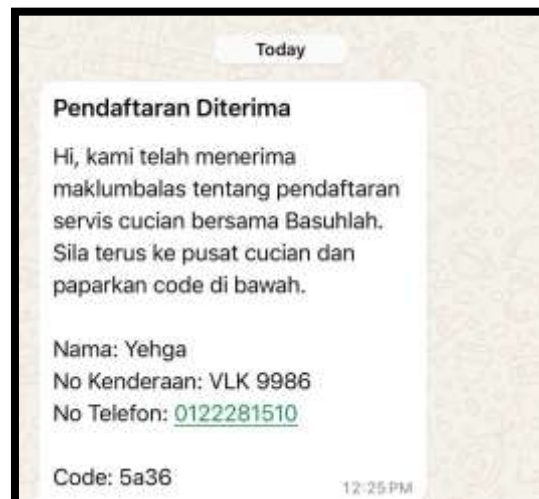 Today
Pendaftaran Diterima
Hi, kami telah menerima
maklumbalas tentang pendaftaran
servis cucian bersama Basuhlah.
Sila terus ke pusat cucian dan
paparkan code di bawah.
Nama: Yehga
No Kenderaan: VLK 9986
No Telefon: 0122281510
Code: 5a36
12:25 PM